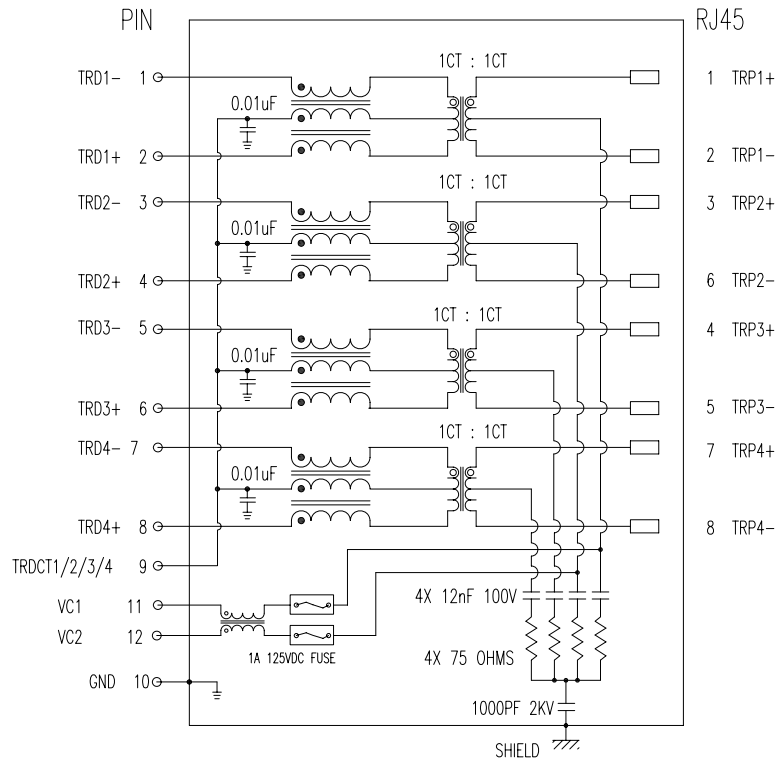 PIN RJ45
1CT : 1CT
TRD1- 1 1 TRP1+
0.01uF
TRD1+ 2 2 TRP1-
1CT : 1CT
TRD2- 3 3 TRP2+
0.01uF
TRD2+ 4 6 TRP2-
1CT : 1CT
TRD3- 5 4 TRP3+
0.01uF
TRD3+ 6 5 TRP3-
1CT : 1CT
TRD4- 7 7 TRP4+
0.01uF
TRD4+ 8 8 TRP4-
TRDCT1/2/3/4 9
4X 12nF 100V
VC1 11
VC2 12
1A 125VDC FUSE
4X 75 OHMS
GND 10
1000PF 2KV
SHIELD